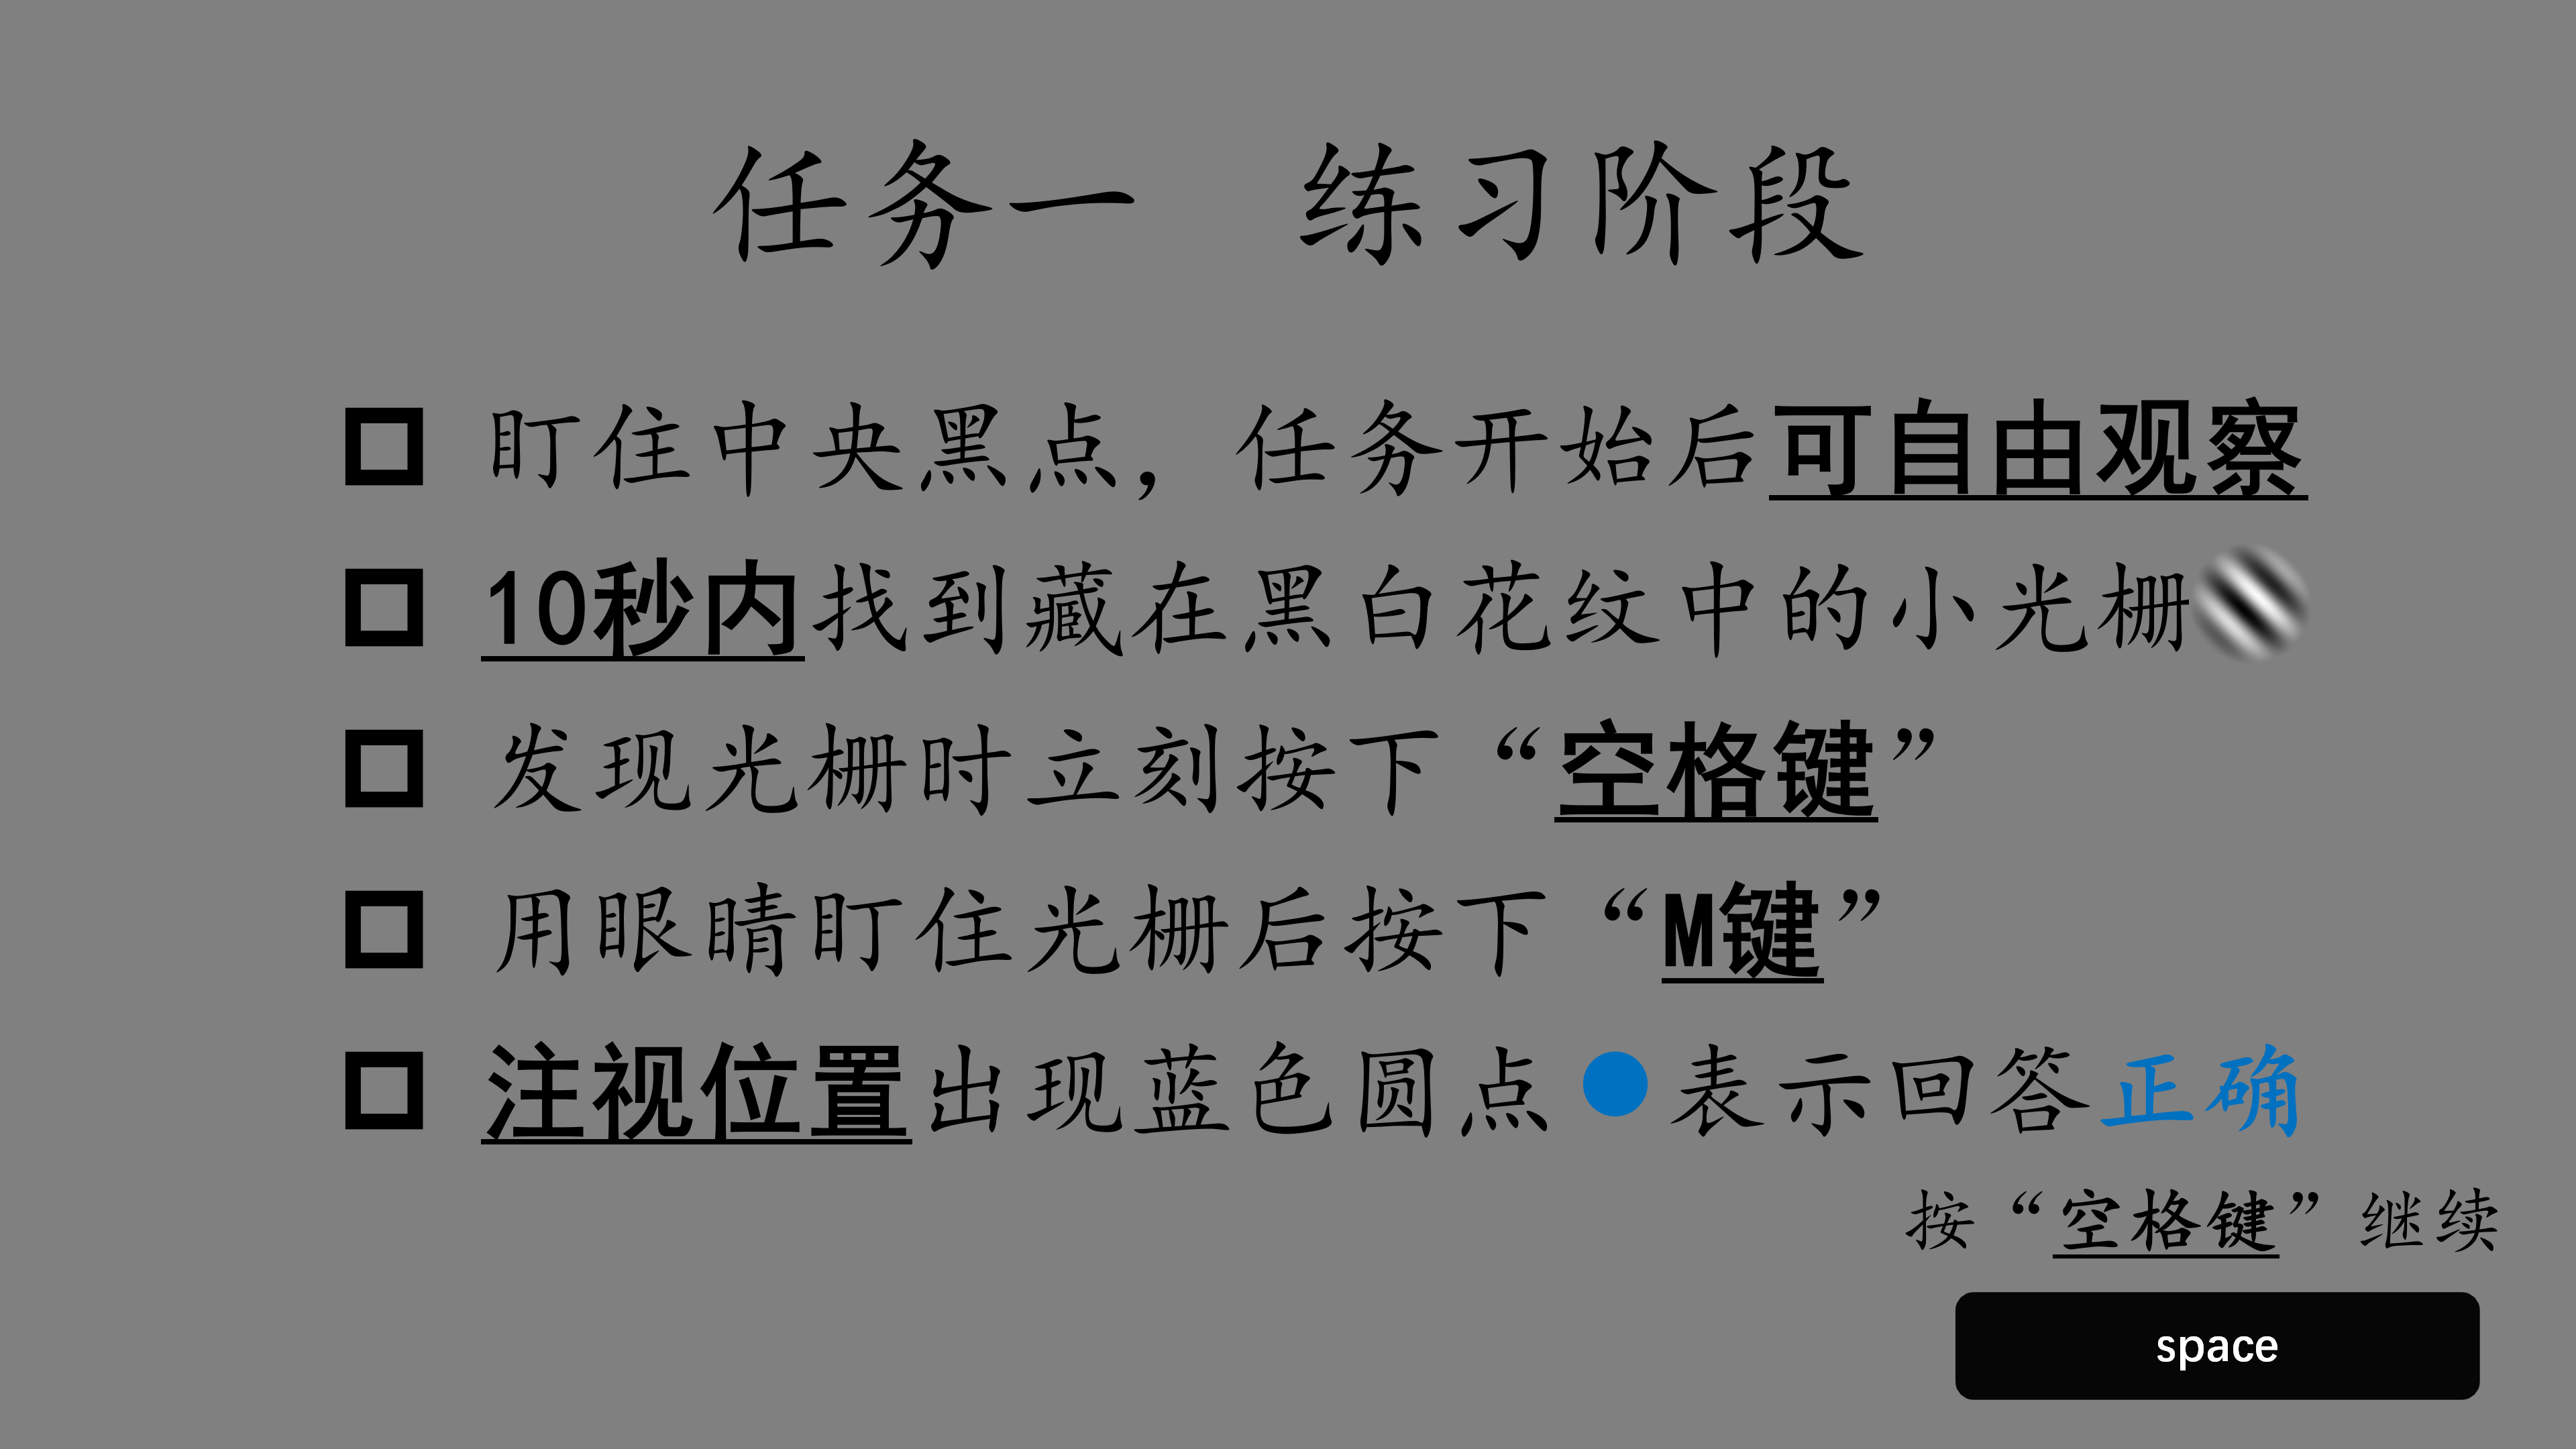 任务一 练习阶段
盯住中央黑点，任务开始后可自由观察
10秒内找到藏在黑白花纹中的小光栅
发现光栅时立刻按下“空格键”
用眼睛盯住光栅后按下“M键”
注视位置出现蓝色圆点表示回答正确
按“空格键”继续
space